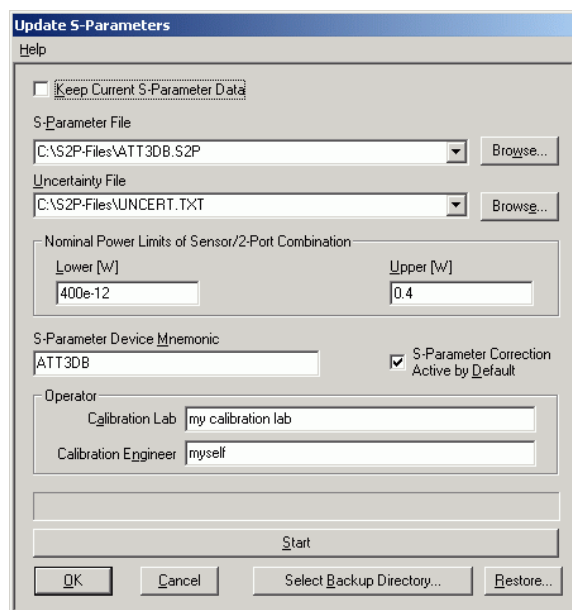 Update S-Parameters
Help
Keep Current S-Parameter Data
S-Parameter File
C:\S2P-Files\ATT3DB.S2P
Browse...
Uncertainty File
C:\S2P-Files\UNCERT.TXT
Browse...
Nominal Power Limits of Sensor/2-Port Combination
Lower [W]
Upper [W]
400e-12
0.4
S-Parameter Device Mnemonic
ATT3DB
S-Parameter Correction
Active by Default
Operator
Calibration Lab
my calibration lab
Calibration Engineer
myself
Start
OK
Cancel
Select Backup Directory...
Restore...